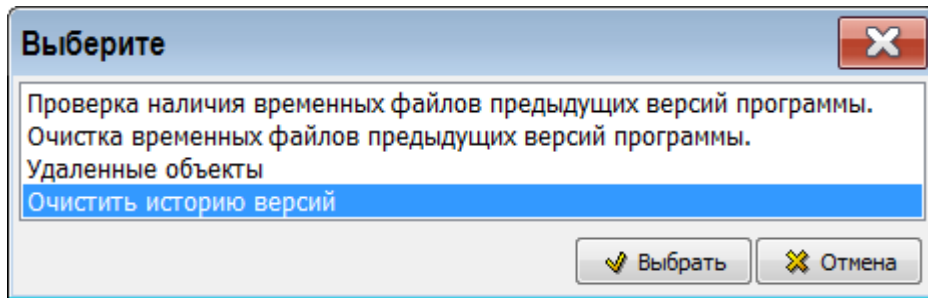 Выберите
Проверка наличия временных файлов предыдущих версий программы.
Очистка временных файлов предыдущих версий программы.
Удаленные объекты
Очистить историю версий
Выбрать
Отмена